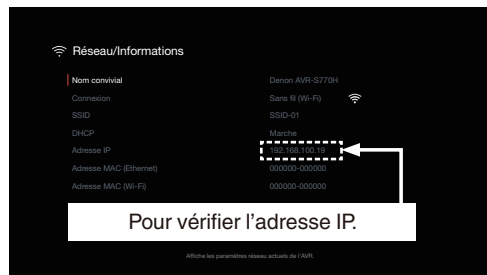 Réseau/Informations
Nom convivial Denon AVR-S770H
Connexion Sans fil (Wi-Fi)
SSID SSID-01
DHCP Marche
Adresse IP 192.168.100.19
Adresse MAC (Ethernet) 000000-000000
Adresse MAC (Wi-Fi) 000000-000000
Pour vérifier l'adresse IP.
Affiche les paramètres réseau actuels de l'AVR.